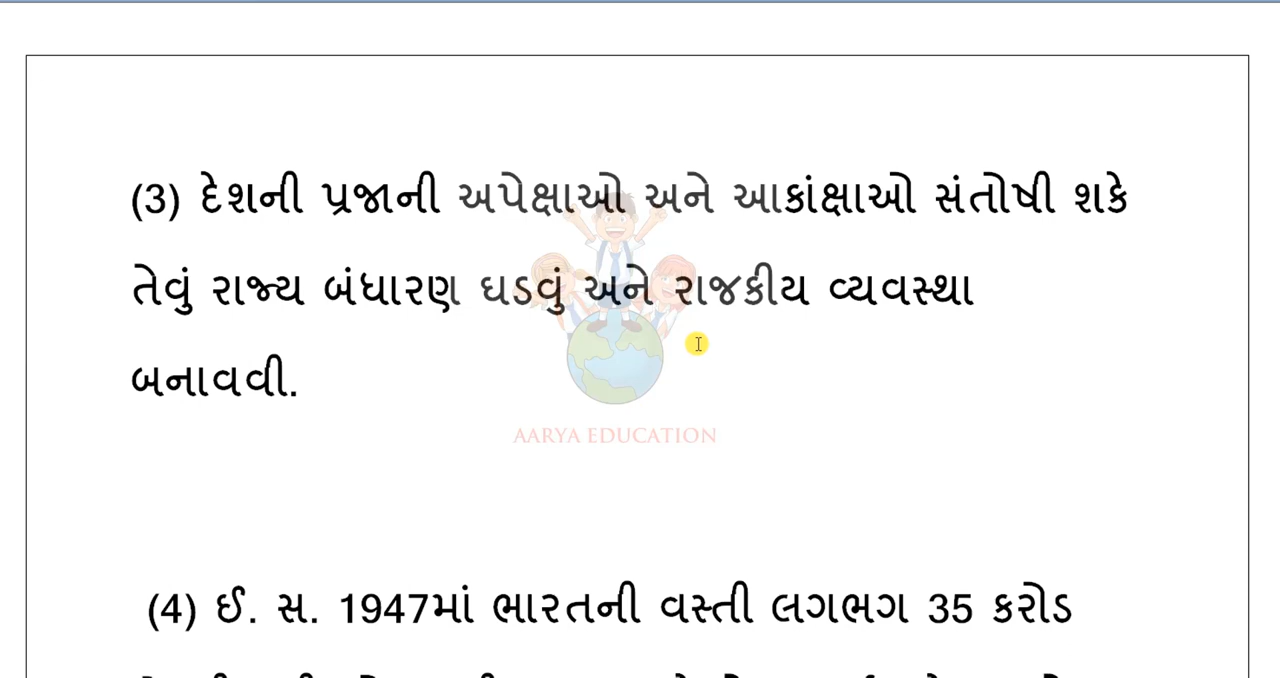 (3) દેશની પ્રજાની અપેક્ષાઓ અને આકાંક્ષાઓ સંતોષી શકે
તેવું રાજ્ય બંધારણ ઘડવું અને રાજકીય વ્યવસ્થા
બનાવવી.
AARYA EDUCATION
(4) ઈ. સ. 1947માં ભારતની વસ્તી લગભગ 35 કરોડ